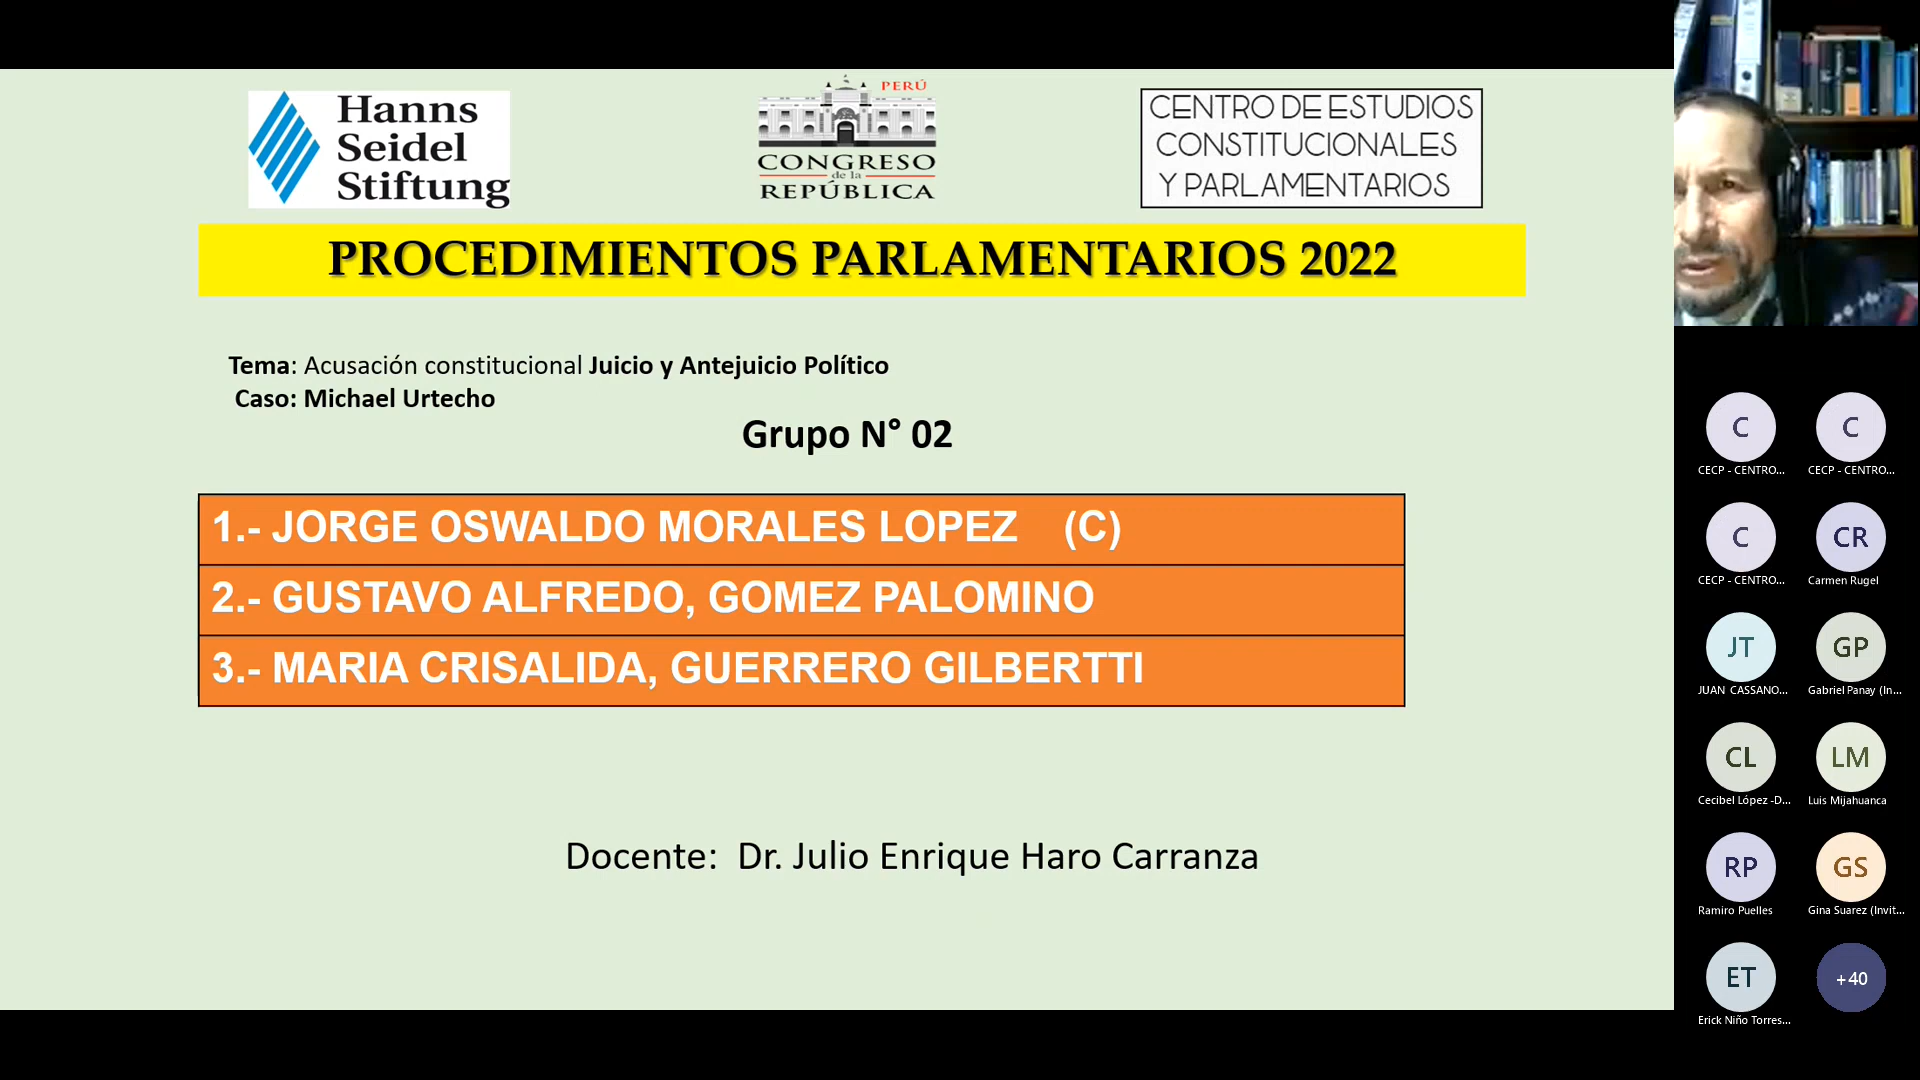 Hanns
Seidel
Stiftung
PERÚ
CONGRESO
de la
REPÚBLICA
CENTRO DE ESTUDIOS
CONSTITUCIONALES
Y PARLAMENTARIOS
PROCEDIMIENTOS PARLAMENTARIOS 2022
Tema: Acusación constitucional Juicio y Antejuicio Político
Caso: Michael Urtecho
Grupo N° 02
1.- JORGE OSWALDO MORALES LOPEZ (C)
2.- GUSTAVO ALFREDO, GOMEZ PALOMINO
3.- MARIA CRISALIDA, GUERRERO GILBERTTI
Docente: Dr. Julio Enrique Haro Carranza
C
CECP - CENTRO...
C
CECP - CENTRO...
C
CECP - CENTRO...
CR
Carmen Rugel
JT
JUAN CASSANO...
GP
Gabriel Panay (In...
CL
Cecibel López -D...
LM
Luis Mijahuanca
RP
Ramiro Puelles
GS
Gina Suarez (Invit...
ET
Erick Niño Torres...
+40